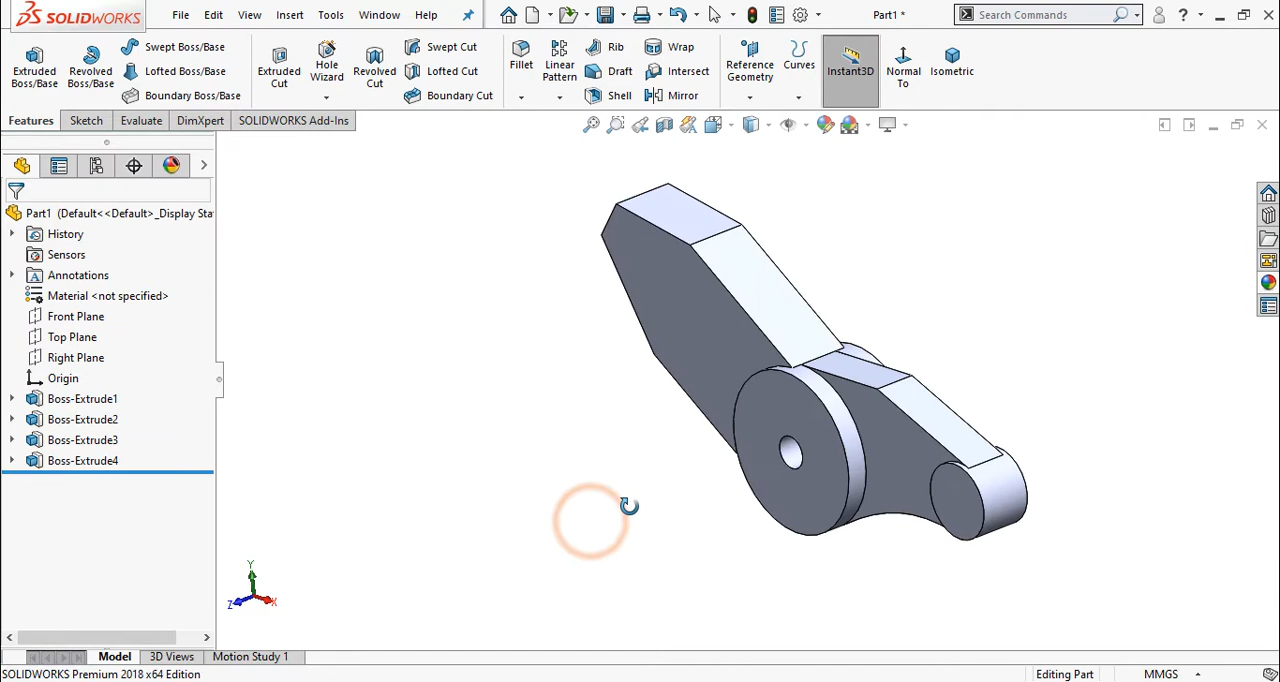 SOLIDWORKS File Edit View Insert Tools Window Help Part1 * Search Commands
Extruded Boss/Base
Revolved Boss/Base
Swept Boss/Base
Lofted Boss/Base
Boundary Boss/Base
Extruded Cut
Hole Wizard
Revolved Cut
Swept Cut
Lofted Cut
Boundary Cut
Fillet
Linear Pattern
Rib
Draft
Shell
Wrap
Intersect
Mirror
Reference Geometry
Curves
Instant3D
Normal To
Isometric
Features Sketch Evaluate DimXpert SOLIDWORKS Add-Ins
Part1 (Default<<Default>_Display Sta
History
Sensors
Annotations
Material <not specified>
Front Plane
Top Plane
Right Plane
Origin
Boss-Extrude1
Boss-Extrude2
Boss-Extrude3
Boss-Extrude4
Y
Z X
Model 3D Views Motion Study 1
SOLIDWORKS Premium 2018 x64 Edition Editing Part MMGS